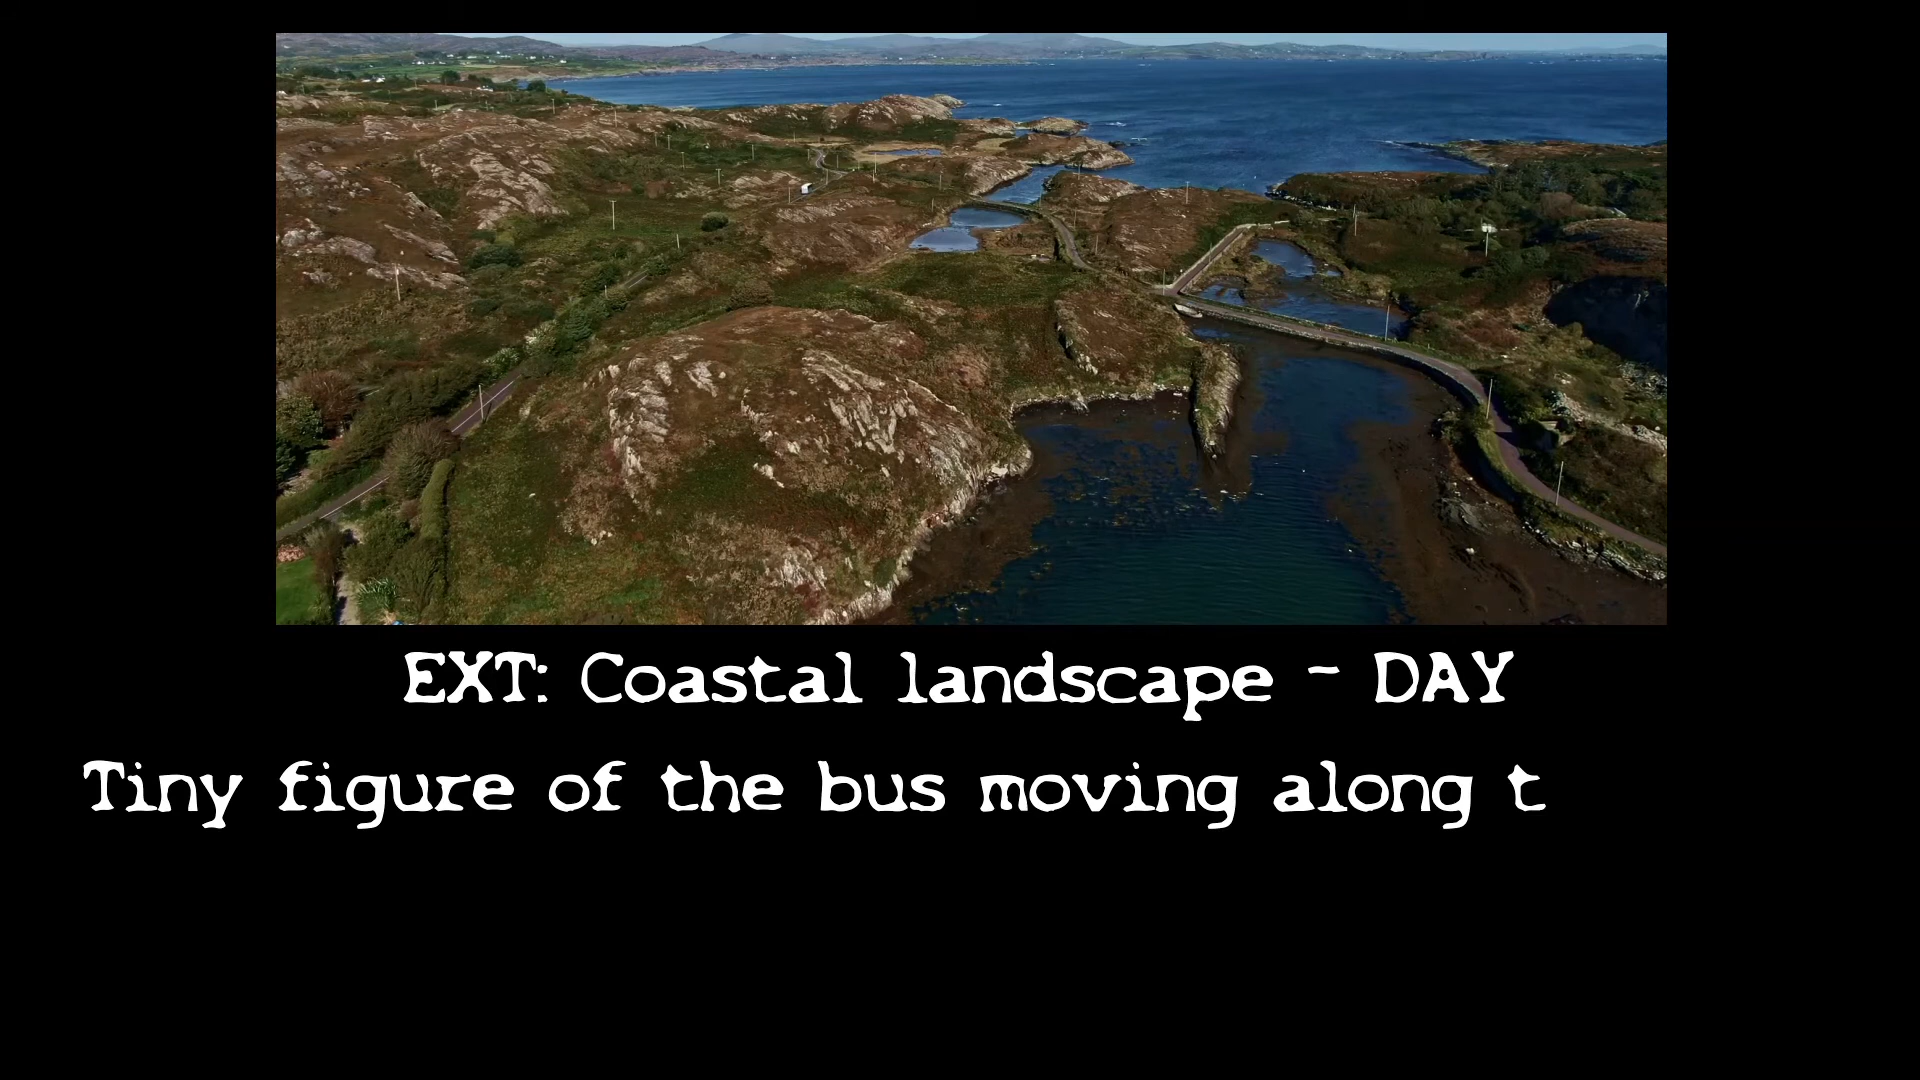 EXT: Coastal landscape - DAY
Tiny figure of the bus moving along t